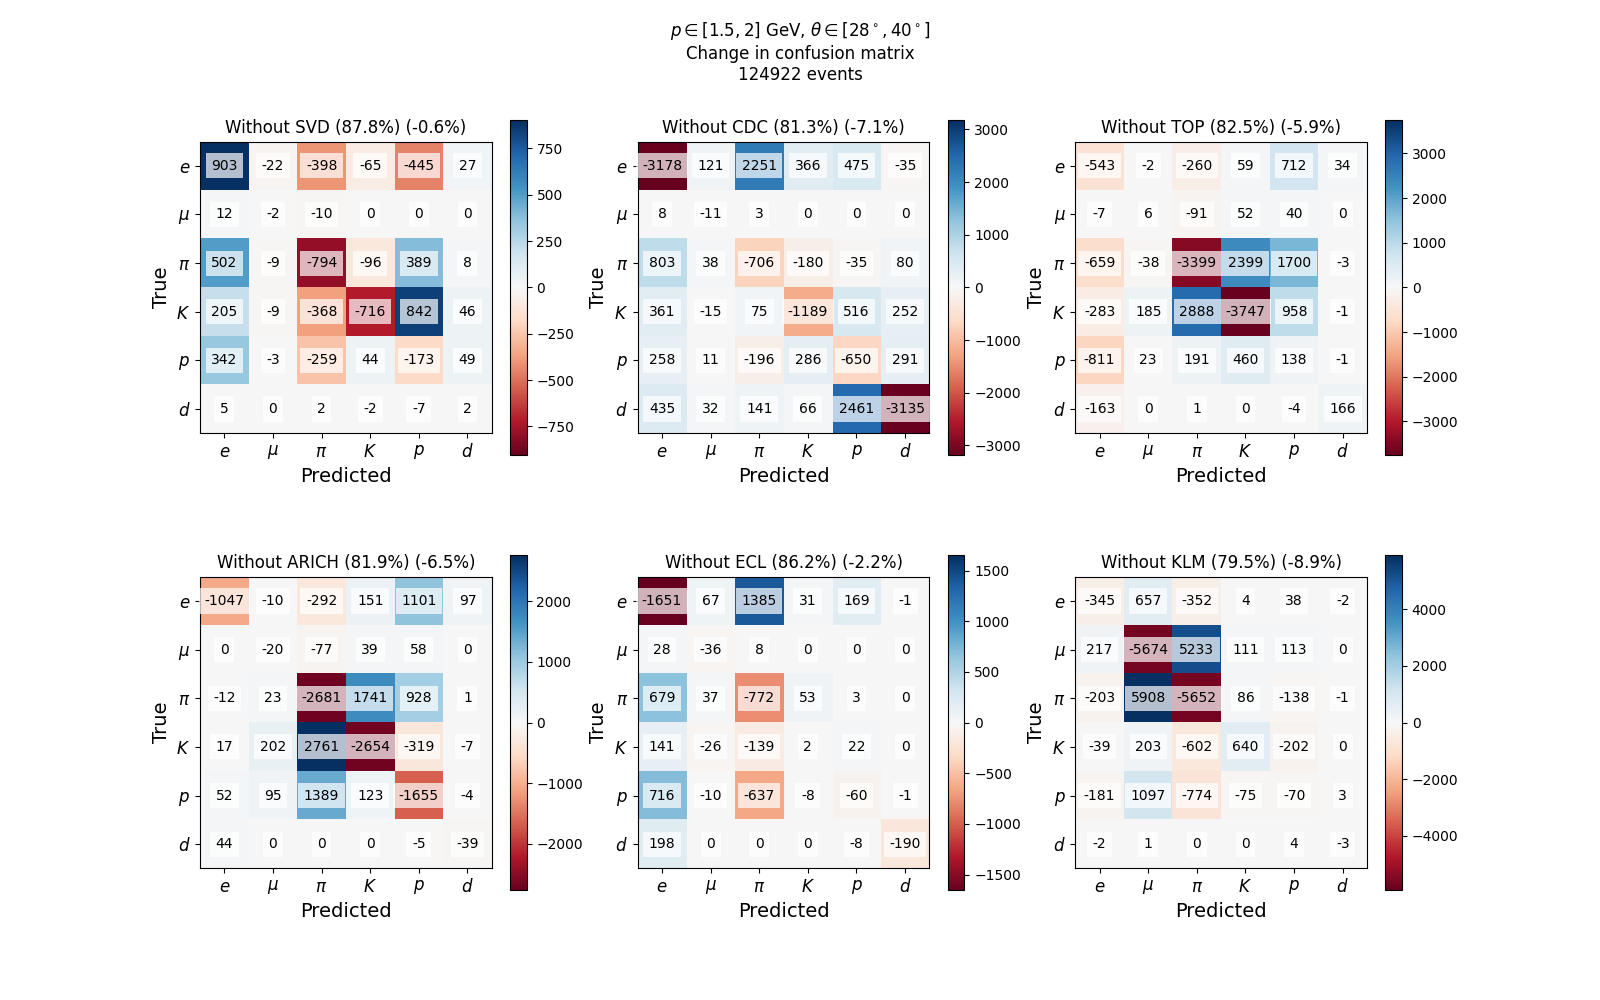 p ∈ [1.5, 2] GeV, θ ∈ [28°, 40°]
Change in confusion matrix
124922 events
Without SVD (87.8%) (-0.6%)
e 903 -22 -398 -65 -445 27
μ 12 -2 -10 0 0 0
π 502 -9 -794 -96 389 8
K 205 -9 -368 -716 842 46
p 342 -3 -259 44 -173 49
d 5 0 2 -2 -7 2
e μ π K p d
Predicted
True
750
500
250
0
−250
−500
−750
Without CDC (81.3%) (-7.1%)
e -3178 121 2251 366 475 -35
μ 8 -11 3 0 0 0
π 803 38 -706 -180 -35 80
K 361 -15 75 -1189 516 252
p 258 11 -196 286 -650 291
d 435 32 141 66 2461 -3135
e μ π K p d
Predicted
True
3000
2000
1000
0
−1000
−2000
−3000
Without TOP (82.5%) (-5.9%)
e -543 -2 -260 59 712 34
μ -7 6 -91 52 40 0
π -659 -38 -3399 2399 1700 -3
K -283 185 2888 -3747 958 -1
p -811 23 191 460 138 -1
d -163 0 1 0 -4 166
e μ π K p d
Predicted
True
3000
2000
1000
0
−1000
−2000
−3000
Without ARICH (81.9%) (-6.5%)
e -1047 -10 -292 151 1101 97
μ 0 -20 -77 39 58 0
π -12 23 -2681 1741 928 1
K 17 202 2761 -2654 -319 -7
p 52 95 1389 123 -1655 -4
d 44 0 0 0 -5 -39
e μ π K p d
Predicted
True
2000
1000
0
−1000
−2000
Without ECL (86.2%) (-2.2%)
e -1651 67 1385 31 169 -1
μ 28 -36 8 0 0 0
π 679 37 -772 53 3 0
K 141 -26 -139 2 22 0
p 716 -10 -637 -8 -60 -1
d 198 0 0 0 -8 -190
e μ π K p d
Predicted
True
1500
1000
500
0
−500
−1000
−1500
Without KLM (79.5%) (-8.9%)
e -345 657 -352 4 38 -2
μ 217 -5674 5233 111 113 0
π -203 5908 -5652 86 -138 -1
K -39 203 -602 640 -202 0
p -181 1097 -774 -75 -70 3
d -2 1 0 0 4 -3
e μ π K p d
Predicted
True
4000
2000
0
−2000
−4000